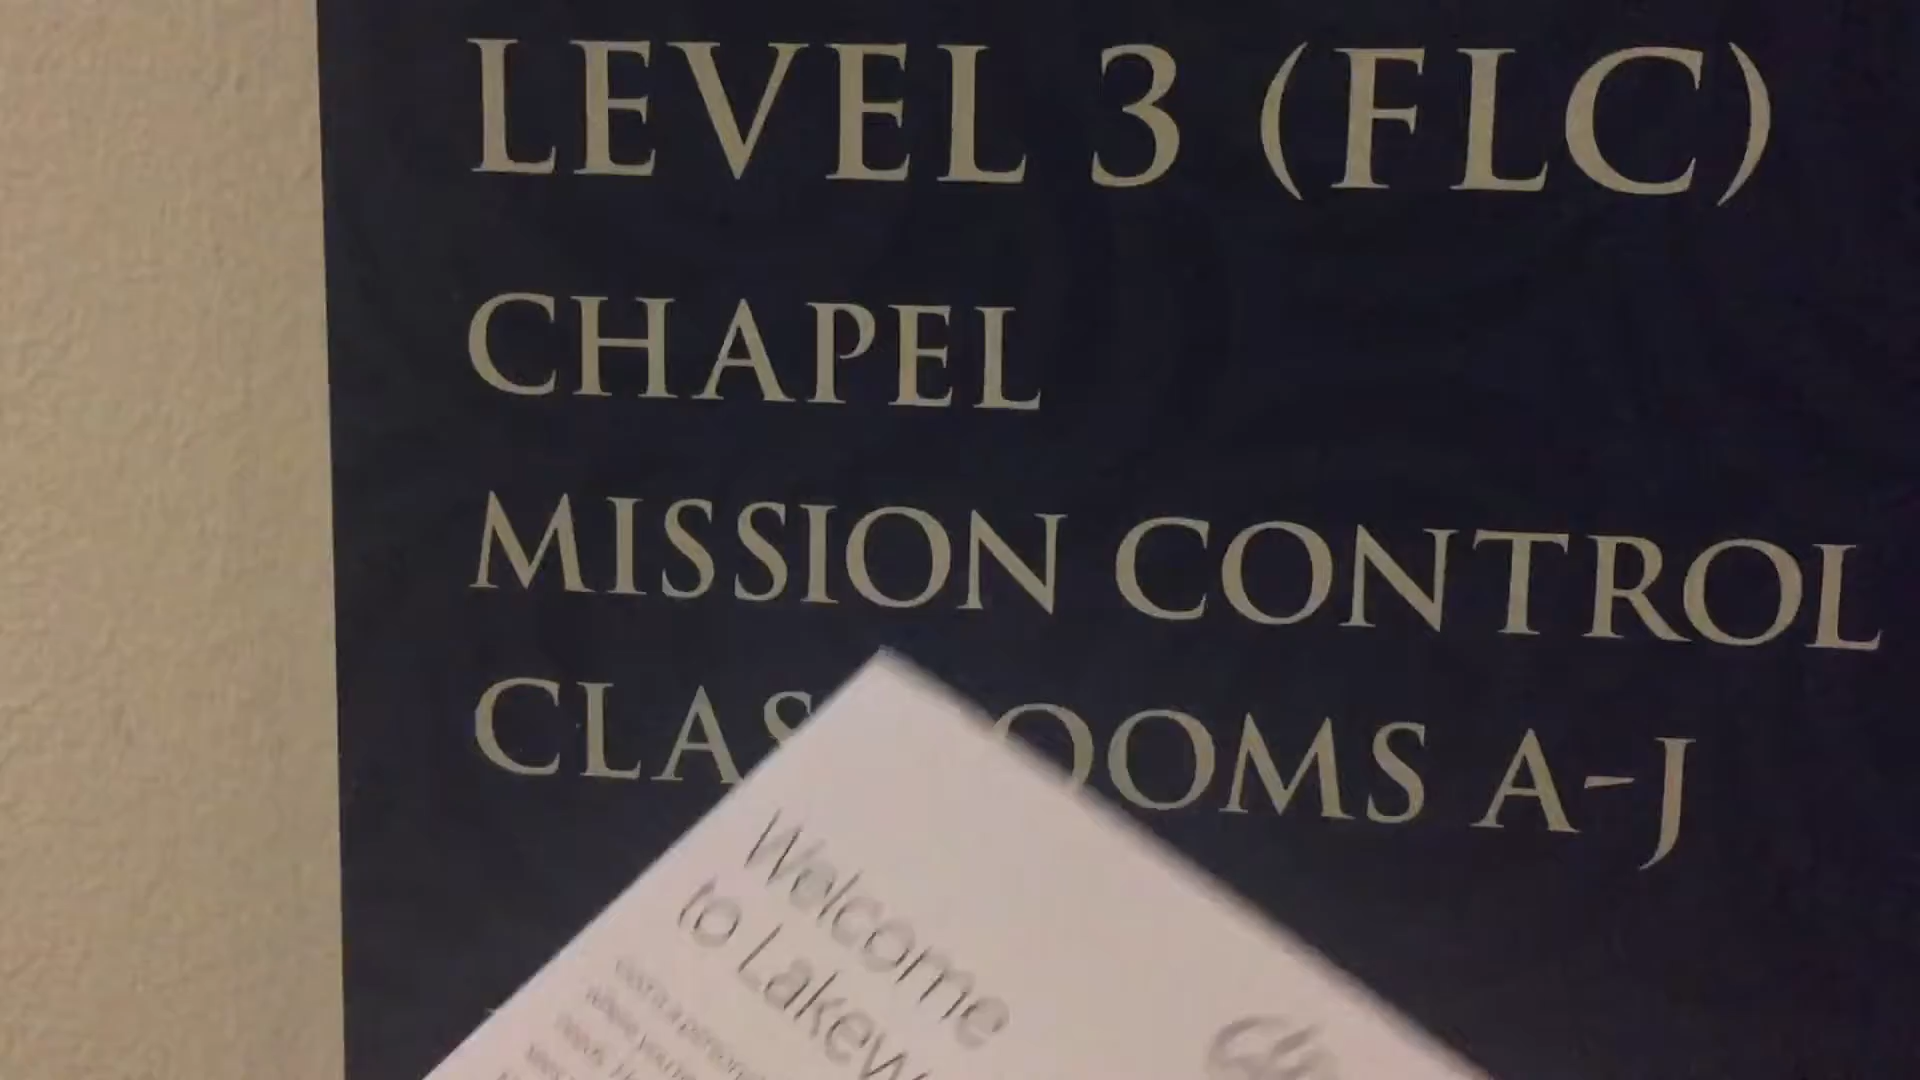 LEVEL 3 (FLC)
CHAPEL
MISSION CONTROL
CLAS OOMS A-J
Welcome
to Lakew